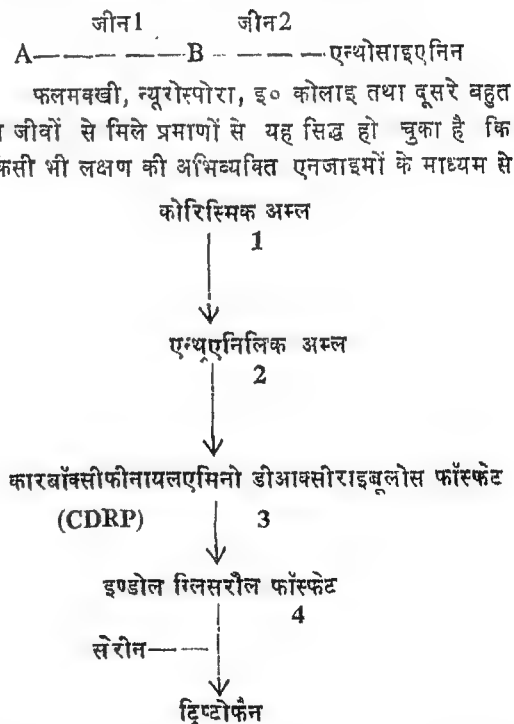 जीन1 जीन2
A— — — —B – — — —एन्थोसाइएनिन
फलमक्खी, न्यूरोस्पोरा, इ० कोलाइ तथा दूसरे बहुत
जीवों से मिले प्रमाणों से यह सिद्ध हो चुका है कि
किसी भी लक्षण की अभिव्यक्ति एनजाइमों के माध्यम से
कोरिस्मिक अम्ल
1
एन्थ्रएनिलिक अम्ल
2
कारबॉक्सीफीनायलएमिनो डीआक्सीराइबूलोस फॉस्फेट
(CDRP) 3
इण्डोल ग्लिसरौल फॉस्फेट
4
सेरीन— — –
ट्रिप्टोफैन